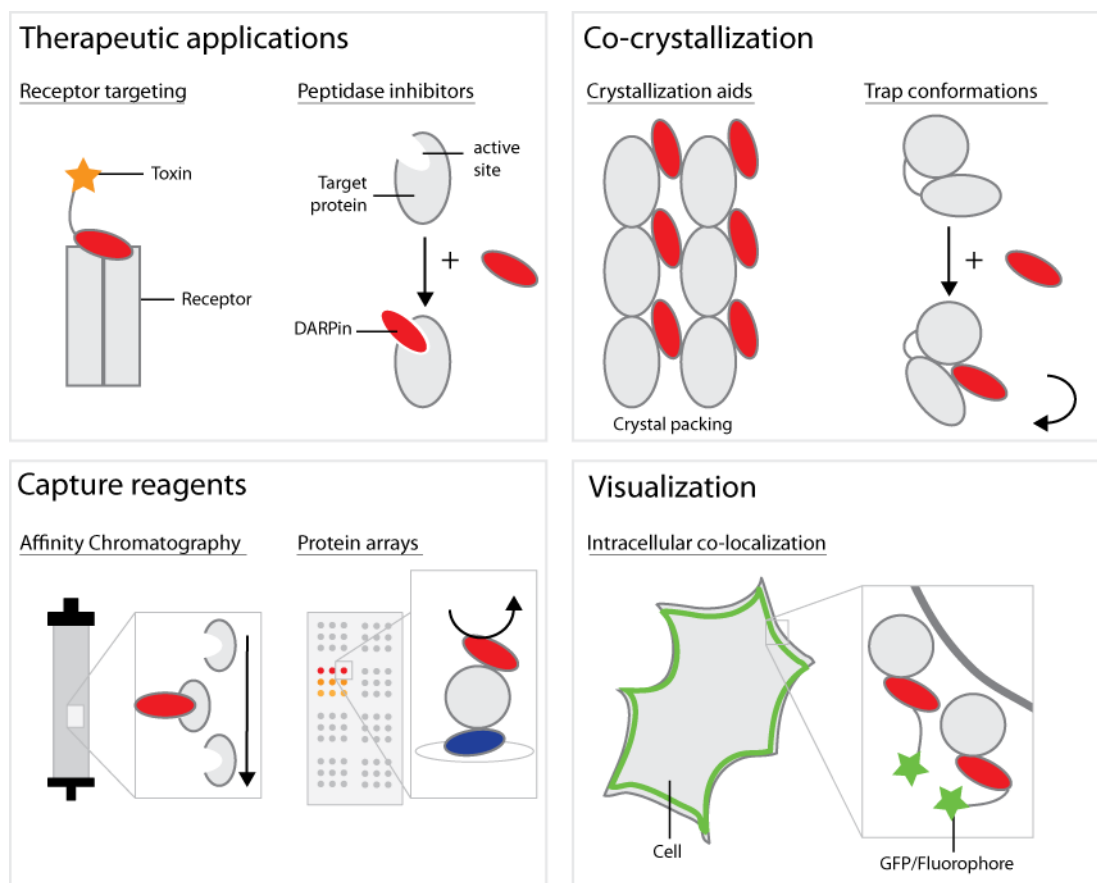 Therapeutic applications
Receptor targeting
Peptidase inhibitors
Toxin
Receptor
active
site
Target
protein
+
DARPin
Co-crystallization
Crystallization aids
Trap conformations
+
Crystal packing
Capture reagents
Affinity Chromatography
Protein arrays
Visualization
Intracellular co-localization
Cell
GFP/Fluorophore